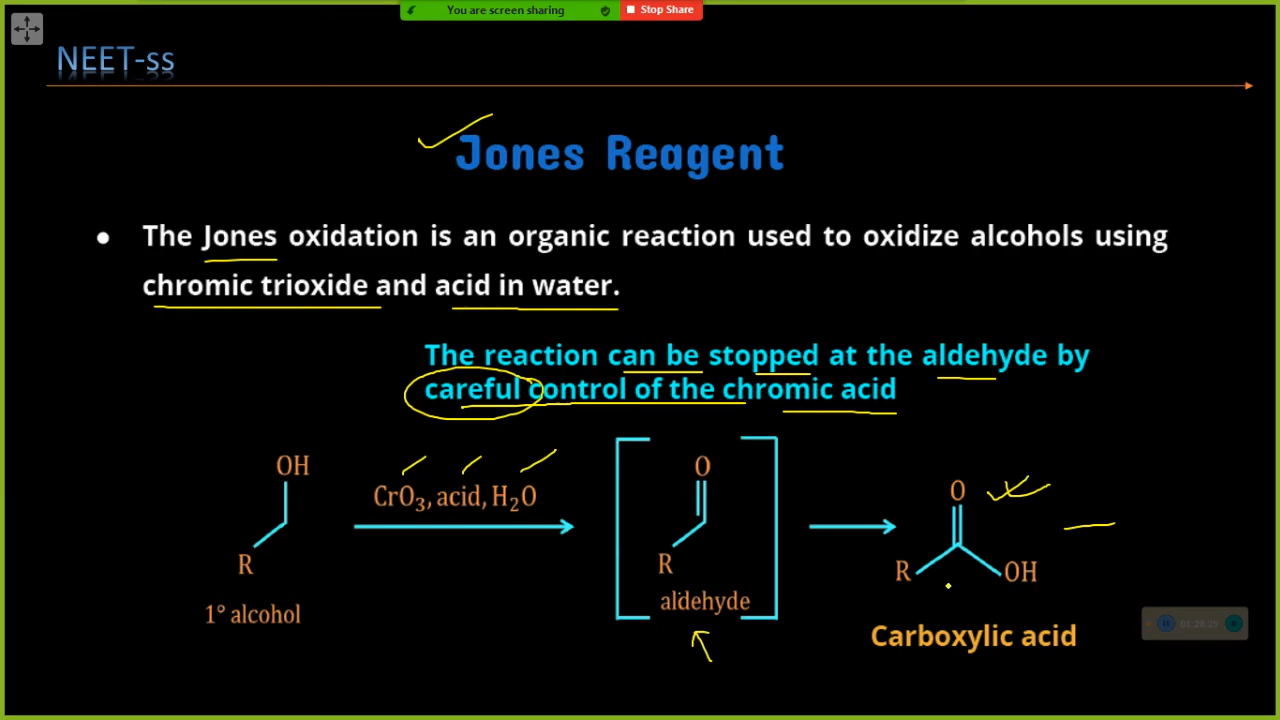 You are screen sharing Stop Share
NEET-ss
Jones Reagent
• The Jones oxidation is an organic reaction used to oxidize alcohols using
chromic trioxide and acid in water.
The reaction can be stopped at the aldehyde by
careful control of the chromic acid
OH
R
1° alcohol
CrO₃, acid, H₂O
O
R
aldehyde
O
R
OH
Carboxylic acid